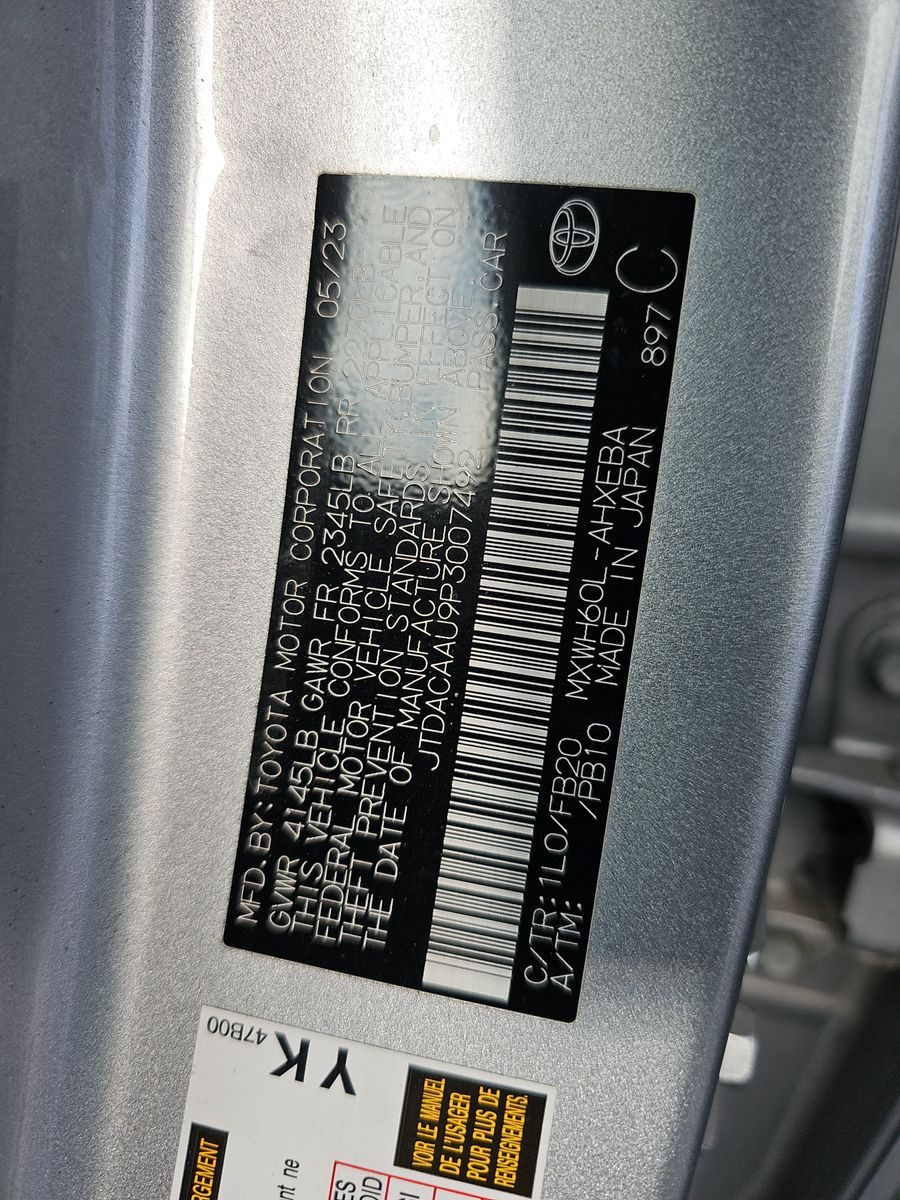 MFD.BY:TOYOTA MOTOR CORPORATION 05/23
GVWR 4145LB GAWR FR 2345LB RR 2270LB
THIS VEHICLE CONFORMS TO ALL APPLICABLE
FEDERAL MOTOR VEHICLE SAFETY,BUMPER,AND
THEFT PREVENTION STANDARDS IN EFFECT ON
THE DATE OF MANUFACTURE SHOWN ABOVE.
JTDACAAU9P3007492 PASS.CAR
C/TR:1L0/FB20 MXWH60L-AHXEBA 897 C
A/TM: /PB10 MADE IN JAPAN
47B00
YK
VOIR LE MANUEL
DE L'USAGER
POUR PLUS DE
RENSEIGNEMENTS.